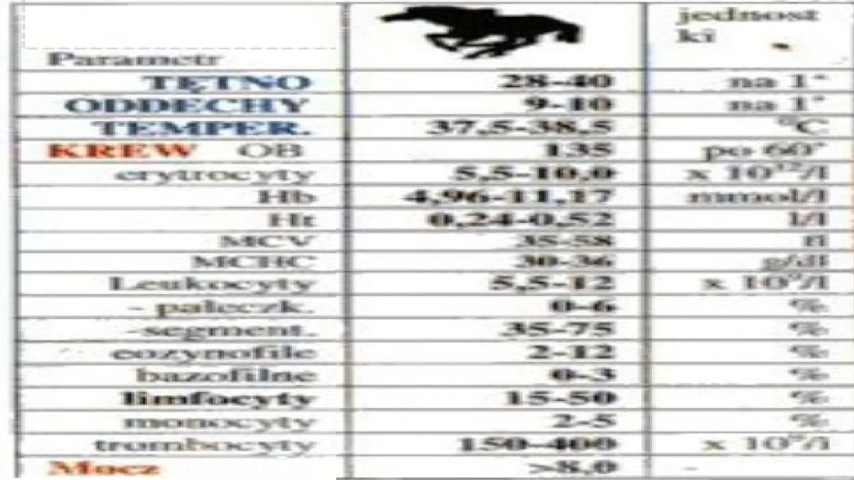 jednost
ki
Parametr
TĘTNO 28-40 na 1'
ODDECHY 9-10 na 1'
TEMPER. 37,5-38,5 °C
KREW OB 135 po 60'
erytrocyty 5,5-10,0 x 10¹²/l
Hb 4,96-11,17 mmol/l
Ht 0,24-0,52 l/l
MCV 35-58 fl
MCHC 30-36 g/dl
Leukocyty 5,5-12 x 10⁹/l
- pałeczk. 0-6 %
-segment. 35-75 %
eozynofile 2-12 %
bazofilne 0-3 %
limfocyty 15-50 %
monocyty 2-5 %
trombocyty 150-400 x 10⁹/l
Mocz >8,0 -